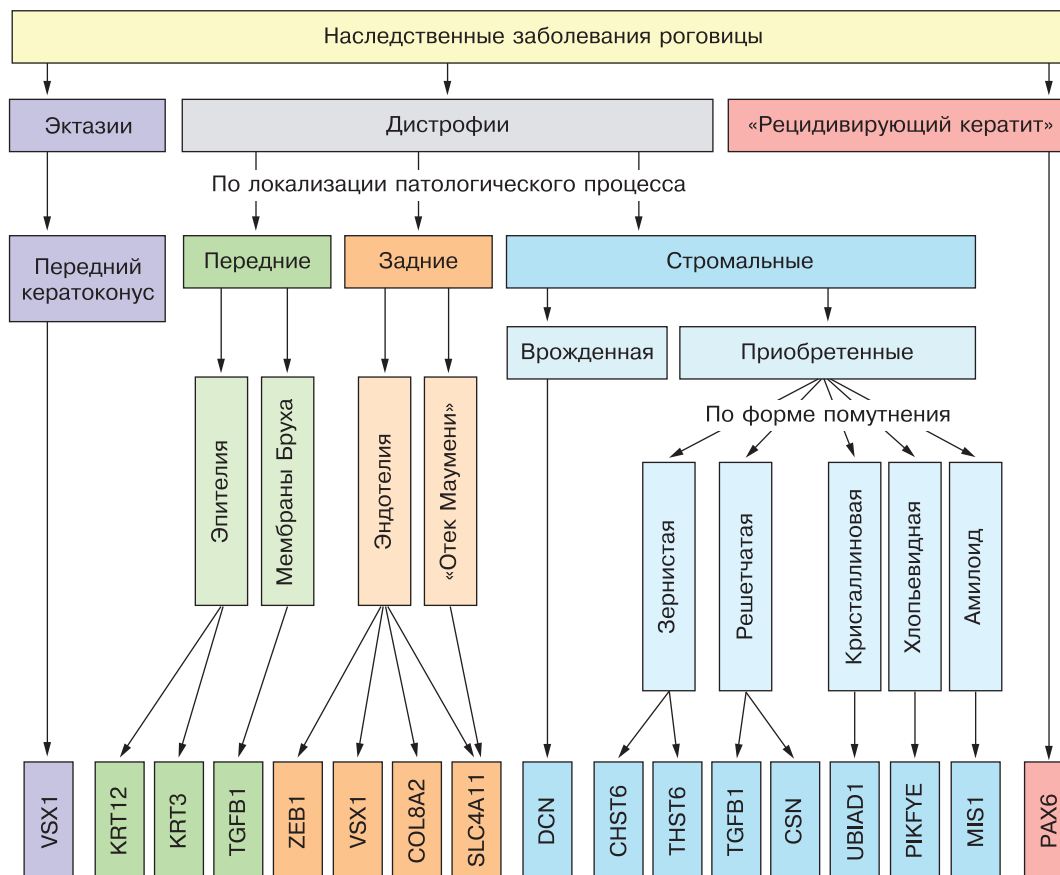 Наследственные заболевания роговицы
Эктазии
Дистрофии
«Рецидивирующий кератит»
По локализации патологического процесса
Передний
кератоконус
Передние
Задние
Стромальные
Врожденная
Приобретенные
По форме помутнения
Эпителия
Мембраны Бруха
Эндотелия
«Отек Маумени»
Зернистая
Решетчатая
Кристаллиновая
Хлопьевидная
Амилоид
VSX1
KRT12
KRT3
TGFB1
ZEB1
VSX1
COL8A2
SLC4A11
DCN
CHST6
THST6
TGFB1
CSN
UBIAD1
PIKFYE
MIS1
PAX6